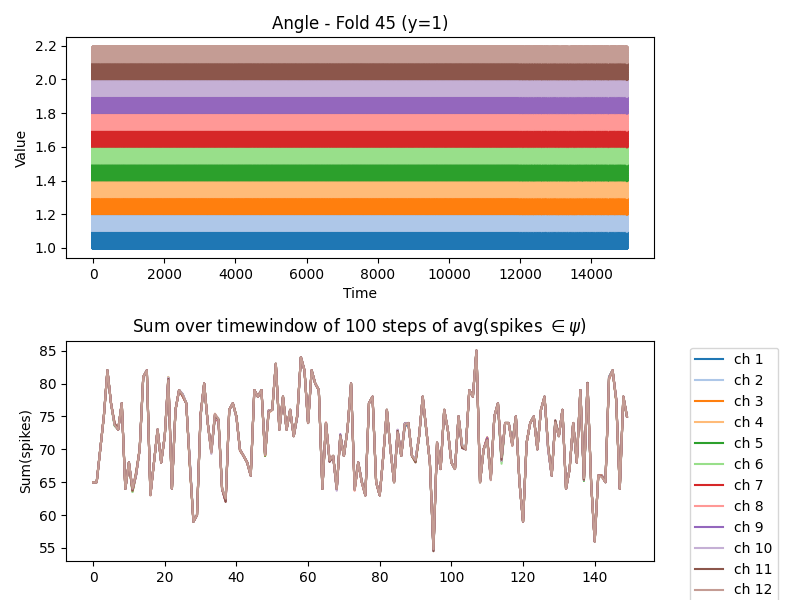 Angle - Fold 45 (y=1)
2.2
2.0
1.8
1.6
1.4
1.2
1.0
Value
0 2000 4000 6000 8000 10000 12000 14000
Time
Sum over timewindow of 100 steps of avg(spikes ∈ ψ)
85
80
75
70
65
60
55
Sum(spikes)
0 20 40 60 80 100 120 140
ch 1
ch 2
ch 3
ch 4
ch 5
ch 6
ch 7
ch 8
ch 9
ch 10
ch 11
ch 12